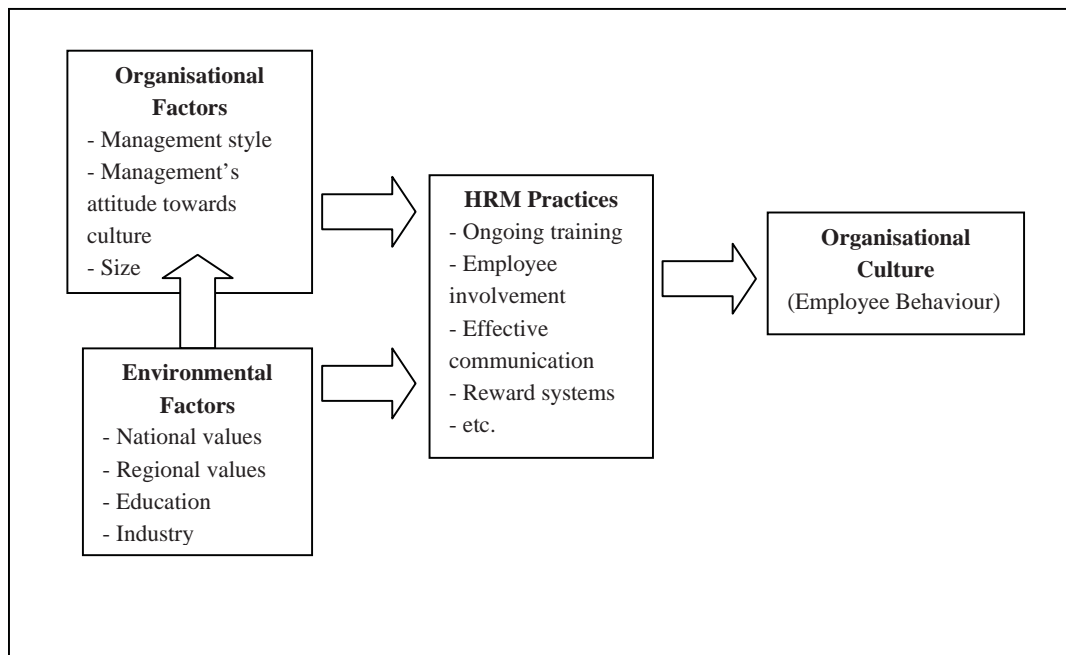 Organisational
Factors
- Management style
- Management's
attitude towards
culture
- Size
Environmental
Factors
- National values
- Regional values
- Education
- Industry
HRM Practices
- Ongoing training
- Employee
involvement
- Effective
communication
- Reward systems
- etc.
Organisational
Culture
(Employee Behaviour)